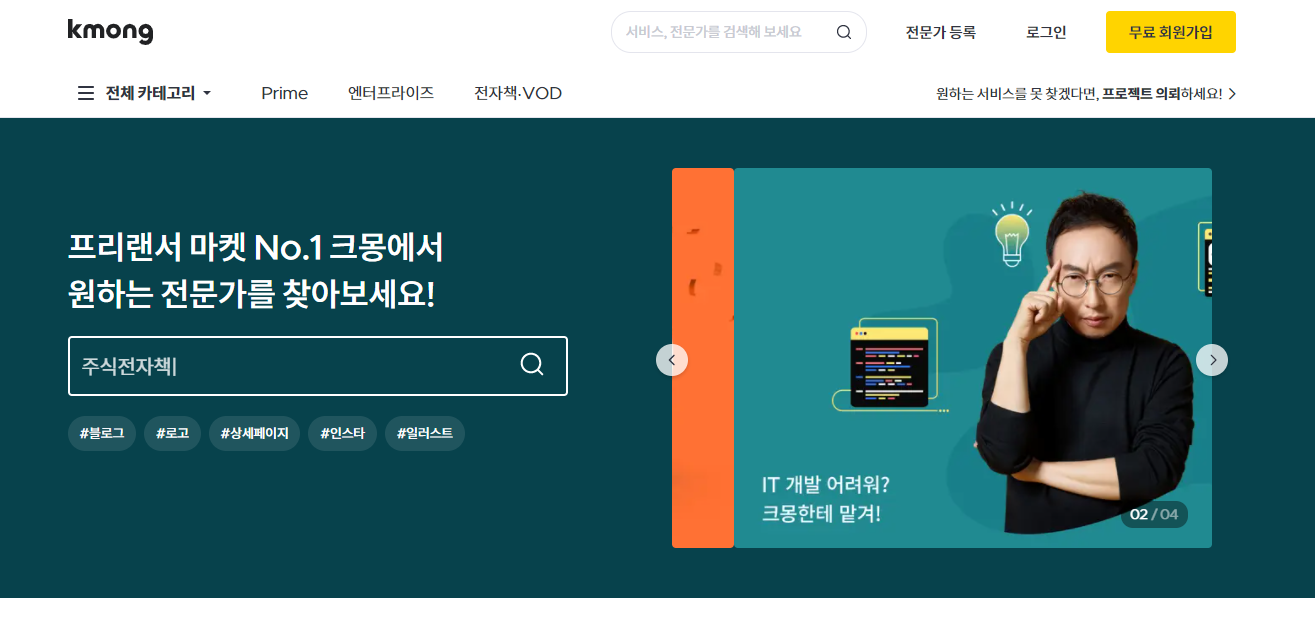 kmong
서비스, 전문가를 검색해 보세요
전문가 등록
로그인
무료 회원가입
전체 카테고리
Prime
엔터프라이즈
전자책·VOD
원하는 서비스를 못 찾겠다면, 프로젝트 의뢰하세요!
프리랜서 마켓 No.1 크몽에서
원하는 전문가를 찾아보세요!
주식전자책|
#블로그
#로고
#상세페이지
#인스타
#일러스트
IT 개발 어려워?
크몽한테 맡겨!
02 / 04